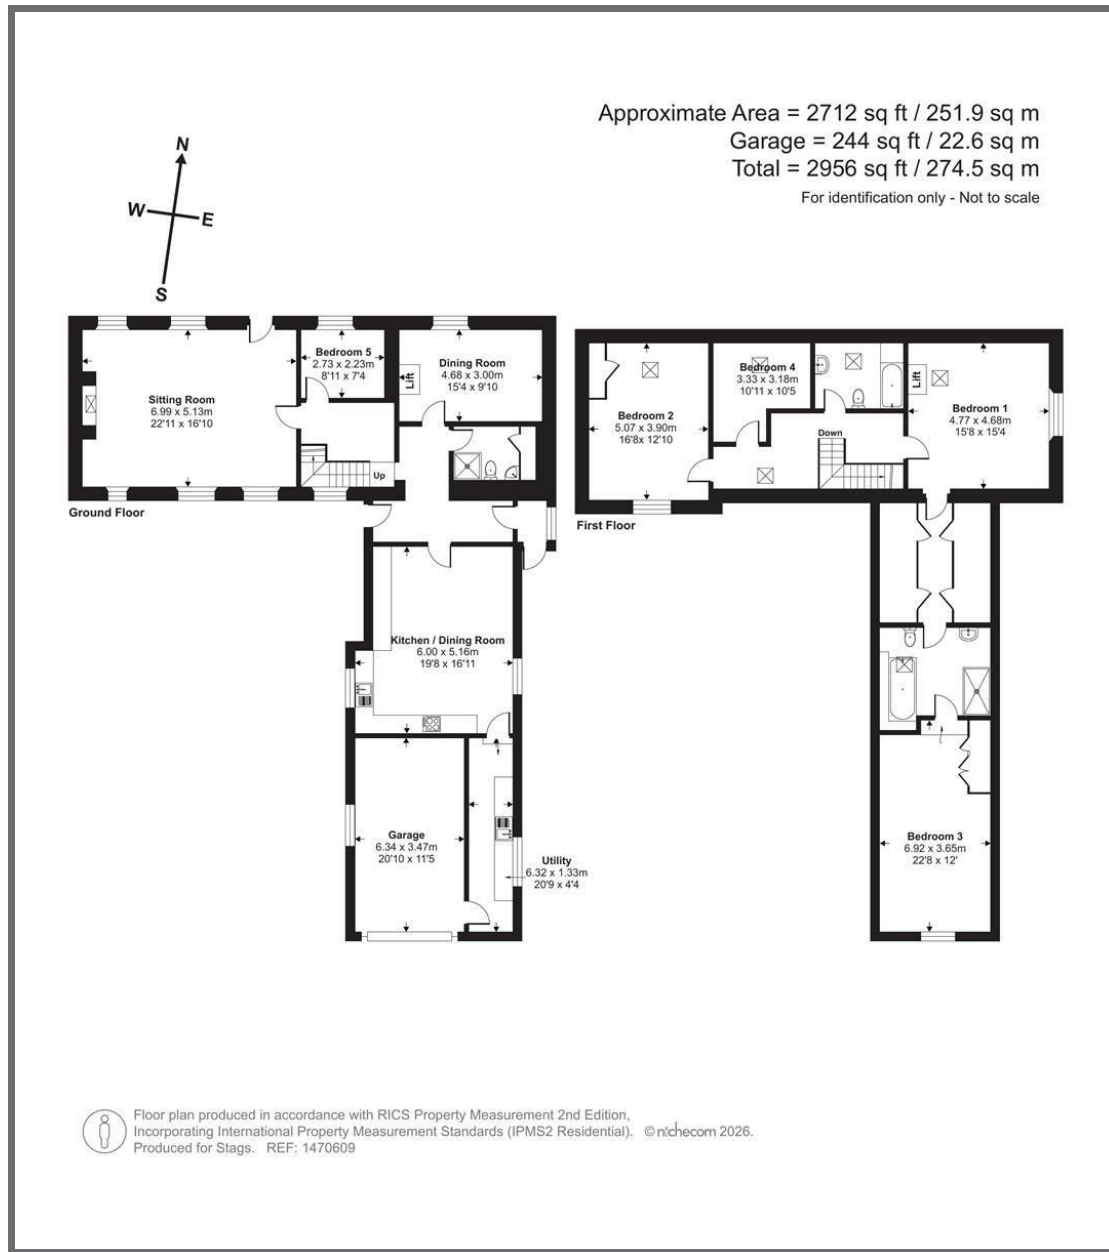 Approximate Area = 2712 sq ft / 251.9 sq m
Garage = 244 sq ft / 22.6 sq m
Total = 2956 sq ft / 274.5 sq m
For identification only - Not to scale
N
W
E
S
Sitting Room
6.99 x 5.13m
22'11 x 16'10
Bedroom 5
2.73 x 2.23m
8'11 x 7'4
Dining Room
4.68 x 3.00m
15'4 x 9'10
Lift
Up
Ground Floor
Kitchen / Dining Room
6.00 x 5.16m
19'8 x 16'11
Garage
6.34 x 3.47m
20'10 x 11'5
Utility
6.32 x 1.33m
20'9 x 4'4
Bedroom 2
5.07 x 3.90m
16'8x 12'10
Bedroom 4
3.33 x 3.18m
10'11 x 10'5
Down
Lift
Bedroom 1
4.77 x 4.68m
15'8 x 15'4
First Floor
Bedroom 3
6.92 x 3.65m
22'8 x 12'
Floor plan produced in accordance with RICS Property Measurement 2nd Edition,
Incorporating International Property Measurement Standards (IPMS2 Residential). © nichecom 2026.
Produced for Stags. REF: 1470609